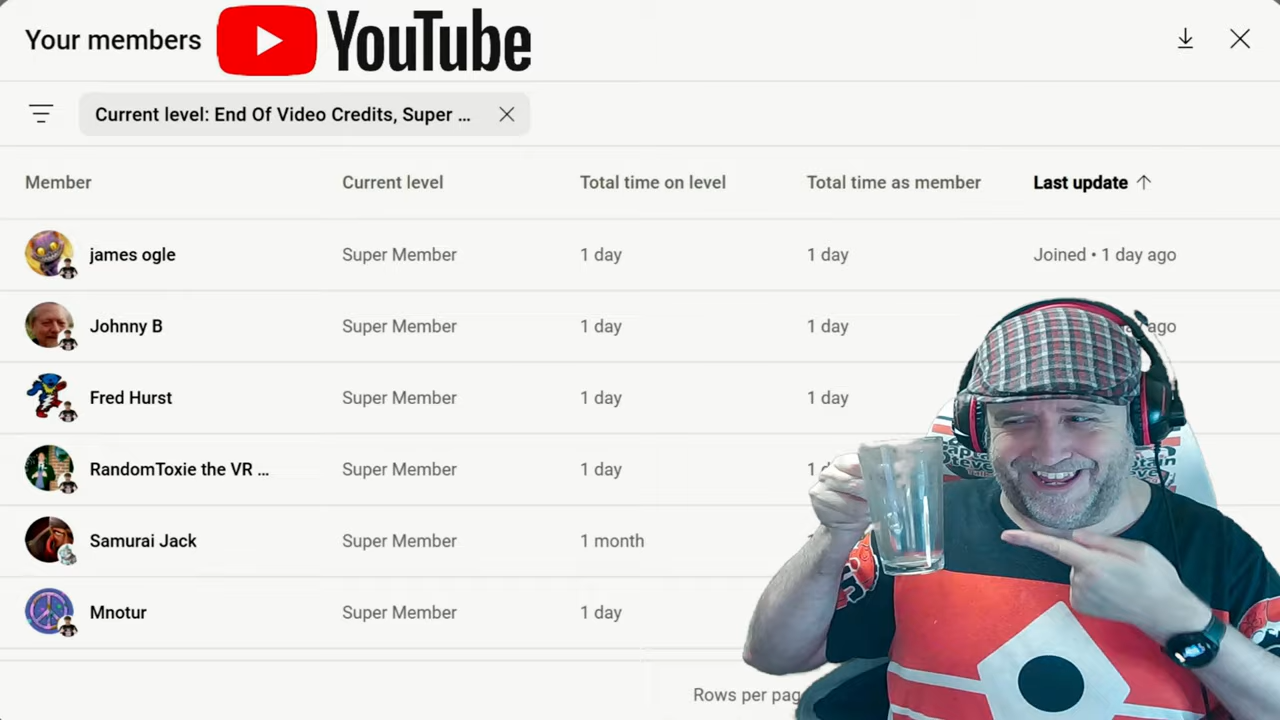 Your members YouTube
Current level: End Of Video Credits, Super ...
Member Current level Total time on level Total time as member Last update
james ogle Super Member 1 day 1 day Joined • 1 day ago
Johnny B Super Member 1 day 1 day ago
Fred Hurst Super Member 1 day 1 day
RandomToxie the VR ... Super Member 1 day
Samurai Jack Super Member 1 month
Mnotur Super Member 1 day
Rows per pag